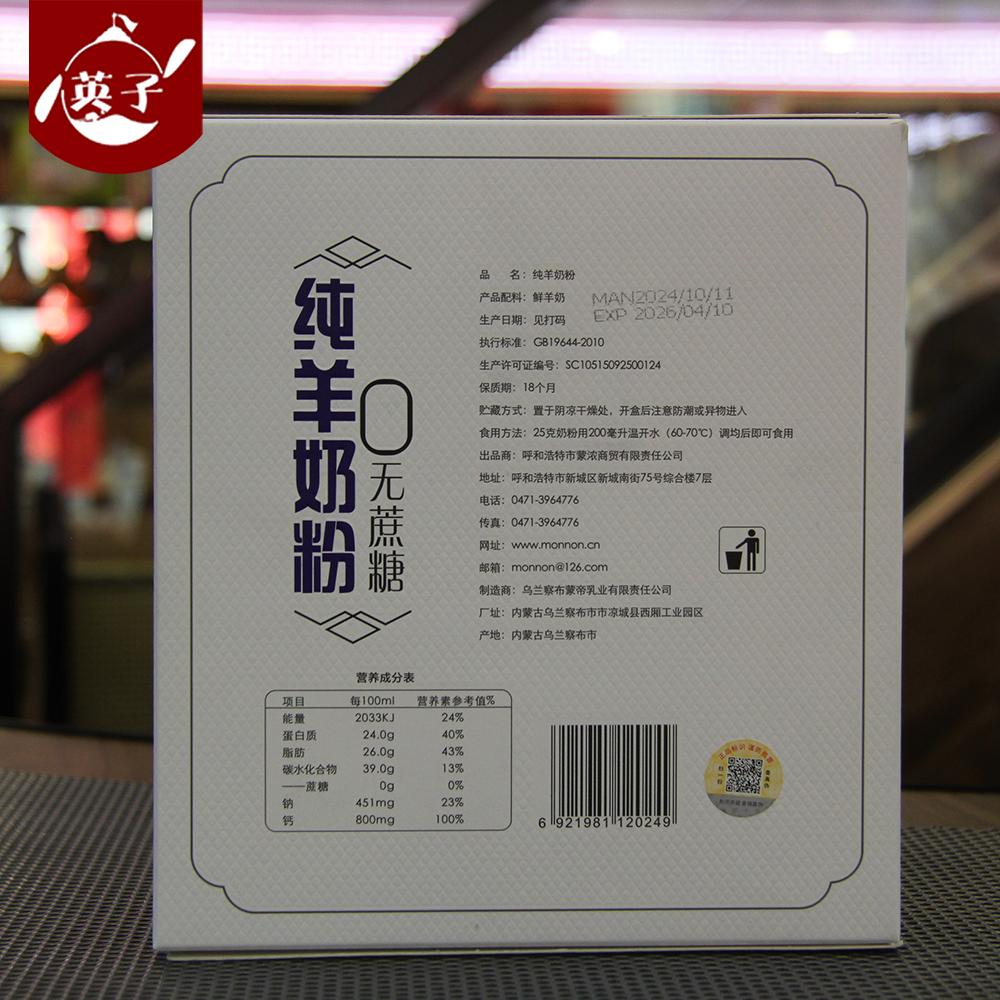 英子
纯羊奶粉
0无蔗糖
品 名：纯羊奶粉
产品配料：鲜羊奶
生产日期：见打码
MAN2024/10/11
EXP 2026/04/10
执行标准：GB19644-2010
生产许可证编号：SC10515092500124
保质期：18个月
贮藏方式：置于阴凉干燥处，开盒后注意防潮或异物进入
食用方法：25克奶粉用200毫升温开水（60-70℃）调均后即可食用
出品商：呼和浩特市蒙浓商贸有限责任公司
地址：呼和浩特市新城区新城南街75号综合楼7层
电话：0471-3964776
传真：0471-3964776
网址：www.monnon.cn
邮箱：monnon@126.com
制造商：乌兰察布蒙帝乳业有限责任公司
厂址：内蒙古乌兰察布市市凉城县西厢工业园区
产地：内蒙古乌兰察布市
营养成分表
项目 每100ml 营养素参考值%
能量 2033KJ 24%
蛋白质 24.0g 40%
脂肪 26.0g 43%
碳水化合物 39.0g 13%
——蔗糖 0g 0%
钠 451mg 23%
钙 800mg 100%
6 921981 120249